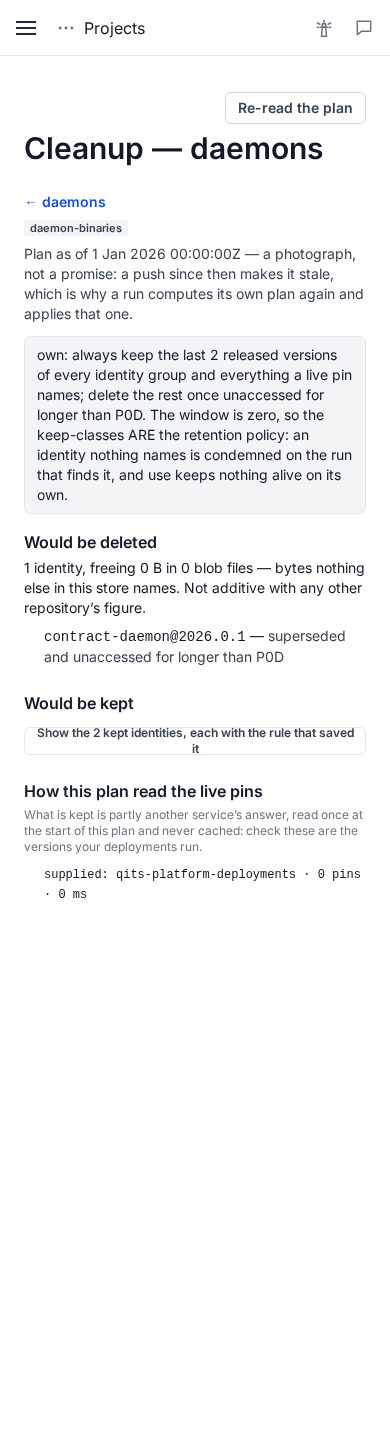 Projects
Re-read the plan
Cleanup — daemons
← daemons
daemon-binaries
Plan as of 1 Jan 2026 00:00:00Z — a photograph,
not a promise: a push since then makes it stale,
which is why a run computes its own plan again and
applies that one.
own: always keep the last 2 released versions
of every identity group and everything a live pin
names; delete the rest once unaccessed for
longer than P0D. The window is zero, so the
keep-classes ARE the retention policy: an
identity nothing names is condemned on the run
that finds it, and use keeps nothing alive on its
own.
Would be deleted
1 identity, freeing 0 B in 0 blob files — bytes nothing
else in this store names. Not additive with any other
repository’s figure.
contract-daemon@2026.0.1 — superseded
and unaccessed for longer than P0D
Would be kept
Show the 2 kept identities, each with the rule that saved
it
How this plan read the live pins
What is kept is partly another service’s answer, read once at
the start of this plan and never cached: check these are the
versions your deployments run.
supplied: qits-platform-deployments · 0 pins
· 0 ms